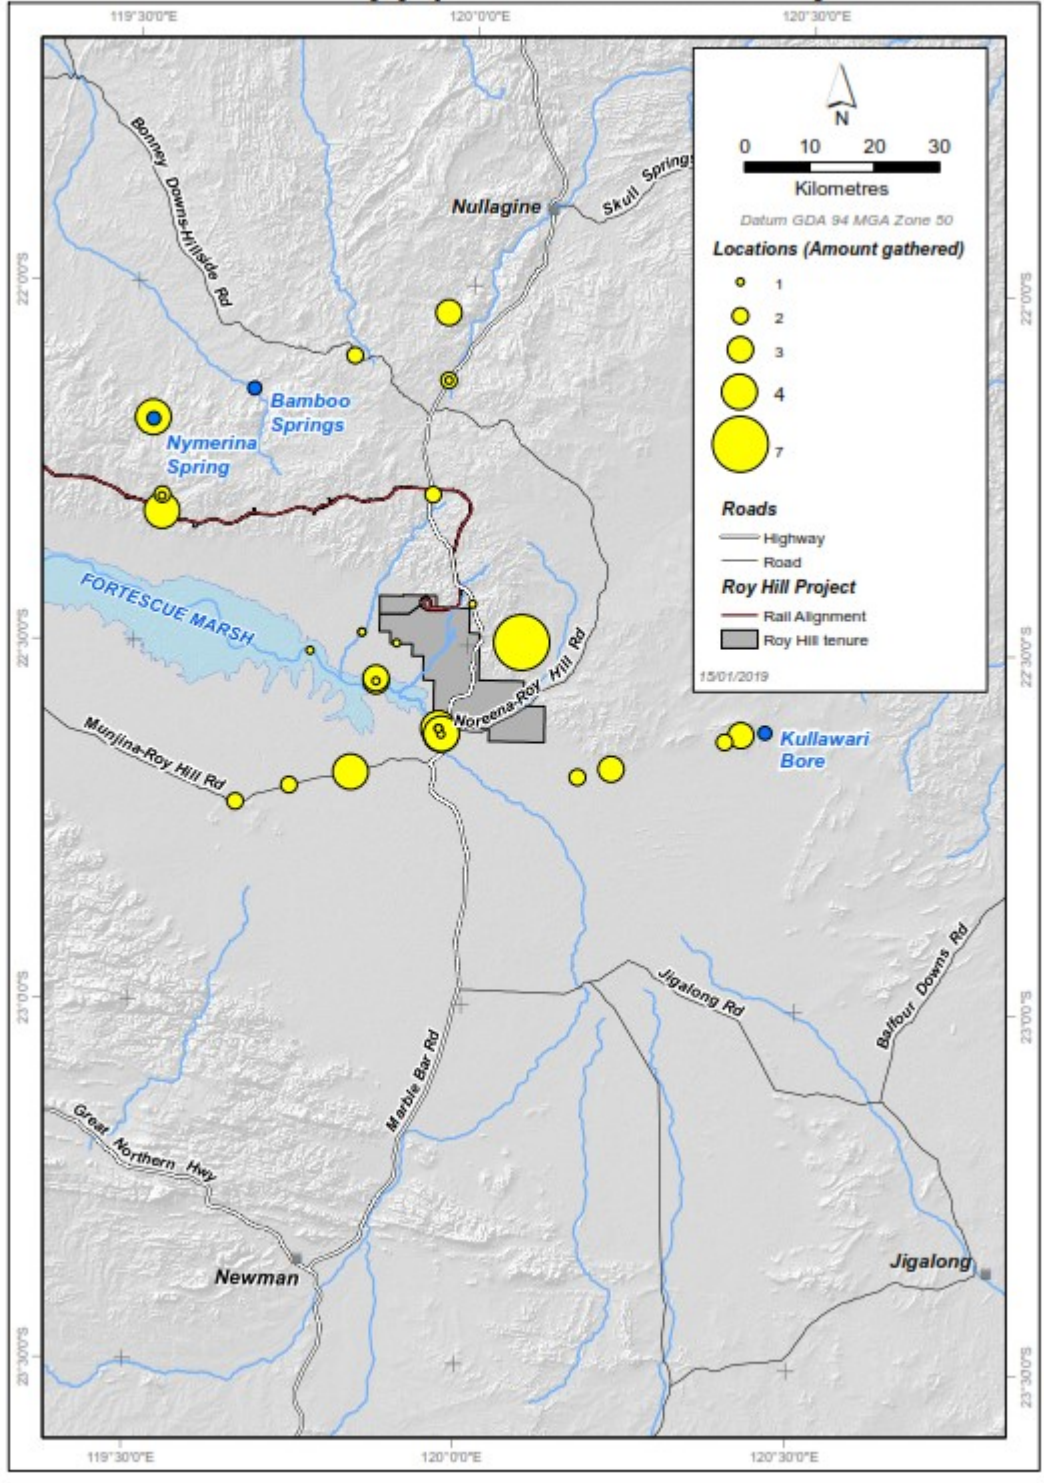 119°30'0"E
120°0'0"E
120°30'0"E
N
0 10 20 30
Kilometres
Datum GDA 94 MGA Zone 50
Locations (Amount gathered)
1
2
3
4
7
Roads
Highway
Road
Roy Hill Project
Rail Alignment
Roy Hill tenure
15/01/2019
Bonney Downs-Hillside Rd
Nullagine
Skull Springs
22°0'0"S
22°0'0"S
Bamboo
Springs
Nymerina
Spring
FORTESCUE MARSH
22°30'0"S
22°30'0"S
Noreena-Roy Hill Rd
Munjina-Roy Hill Rd
Kullawari
Bore
Jigalong Rd
Balfour Downs Rd
23°0'0"S
23°0'0"S
Marble Bar Rd
Great Northern Hwy
Newman
Jigalong
23°30'0"S
23°30'0"S
119°30'0"E
120°0'0"E
120°30'0"E